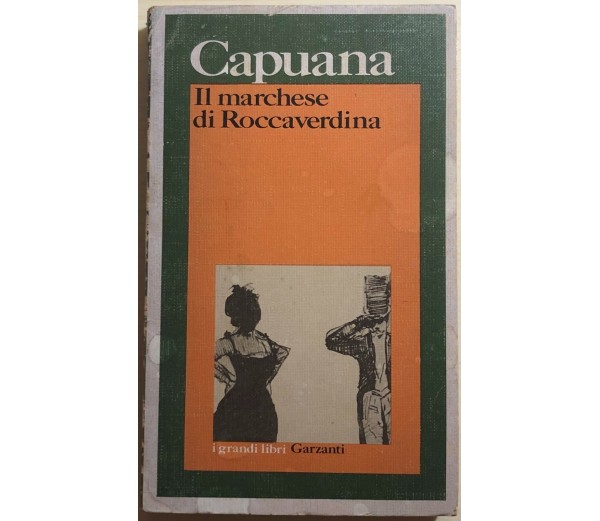 Capuana
Il marchese
di Roccaverdina
i grandi libri Garzanti